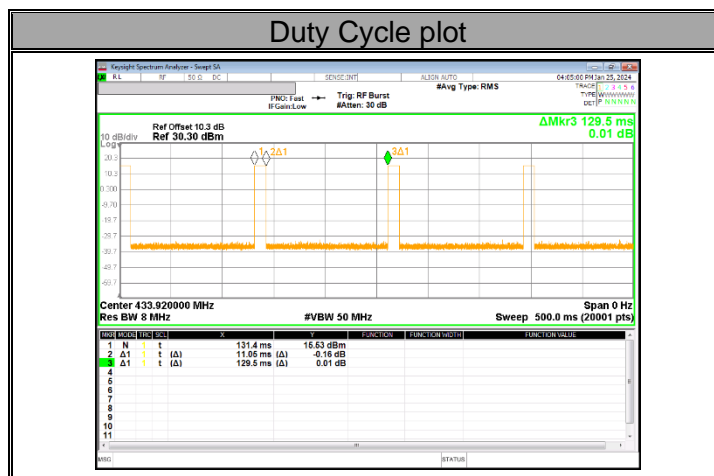 Duty Cycle plot
Keysight Spectrum Analyzer - Swept SA
RL RF 50 Ω DC SENSE:INT ALIGN AUTO 04:05:00 PM Jan 25, 2024
#Avg Type: RMS
TRACE 1 2 3 4 5 6
PNO: Fast Trig: RF Burst
TYPE WWWWWW
IFGain:Low #Atten: 30 dB
DET P N N N N N
ΔMkr3 129.5 ms
0.01 dB
Ref Offset 10.3 dB
10 dB/div Ref 30.30 dBm
Log
1 2Δ1 3Δ1
20.3
10.3
0.300
-9.70
-19.7
-29.7
-39.7
-49.7
-59.7
Center 433.920000 MHz Span 0 Hz
Res BW 8 MHz #VBW 50 MHz Sweep 500.0 ms (20001 pts)
MKR MODE TRC SCL X Y FUNCTION FUNCTION WIDTH FUNCTION VALUE
1 N 1 t 131.4 ms 16.53 dBm
2 Δ1 1 t (Δ) 11.05 ms (Δ) -0.16 dB
3 Δ1 1 t (Δ) 129.5 ms (Δ) 0.01 dB
4
5
6
7
8
9
10
11
MSG STATUS